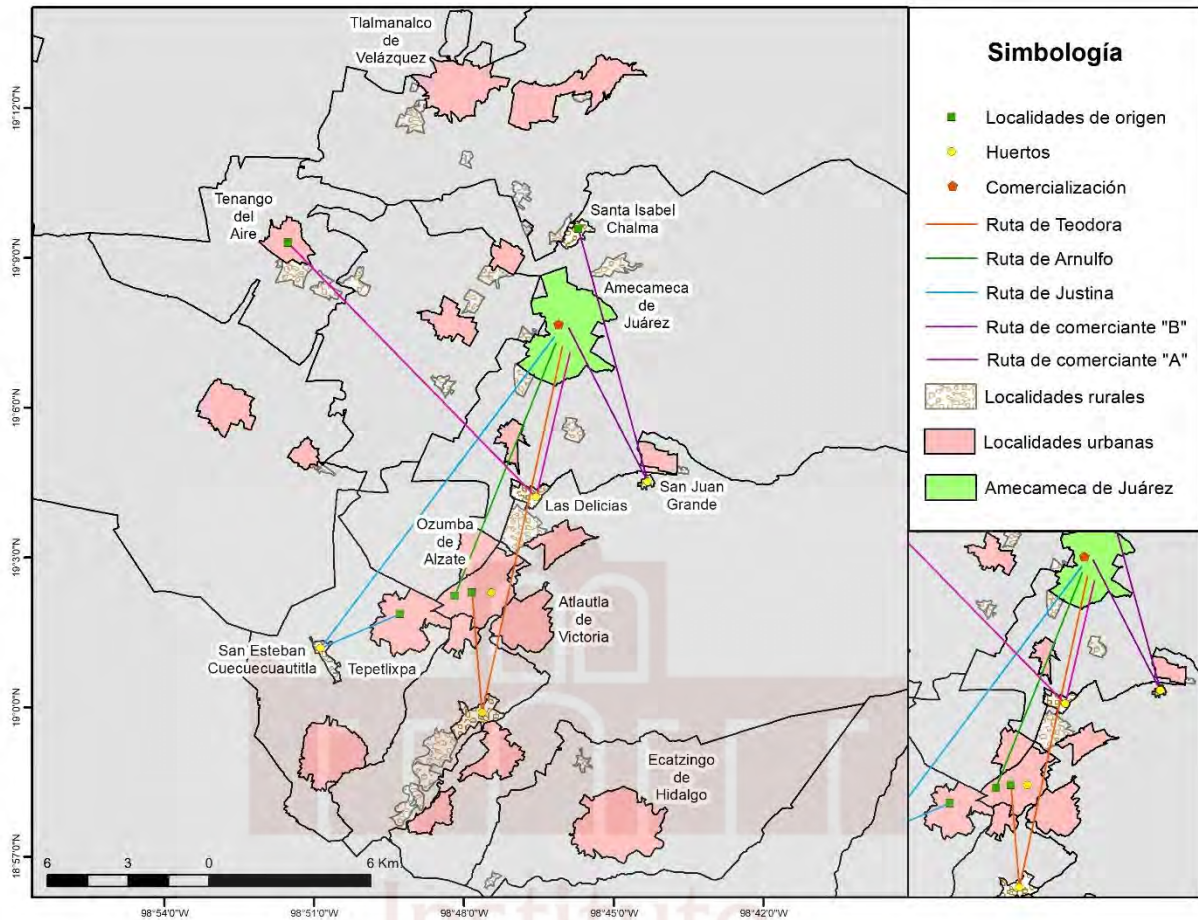 Tlalmanalco
de
Velázquez
Tenango
del
Aire
Santa Isabel
Chalma
Amecameca
de
Juárez
San Juan
Grande
Las Delicias
Ozumba
de
Alzate
Atlautla
de
Victoria
San Esteban
Cuecuecuautitla
Tepetlixpa
Ecatzingo
de
Hidalgo
19°12'0"N
19°9'0"N
19°6'0"N
19°3'0"N
19°0'0"N
18°57'0"N
6 3 0 6 Km
98°54'0"W 98°51'0"W 98°48'0"W 98°45'0"W 98°42'0"W
Simbología
Localidades de origen
Huertos
Comercialización
Ruta de Teodora
Ruta de Arnulfo
Ruta de Justina
Ruta de comerciante "B"
Ruta de comerciante "A"
Localidades rurales
Localidades urbanas
Amecameca de Juárez